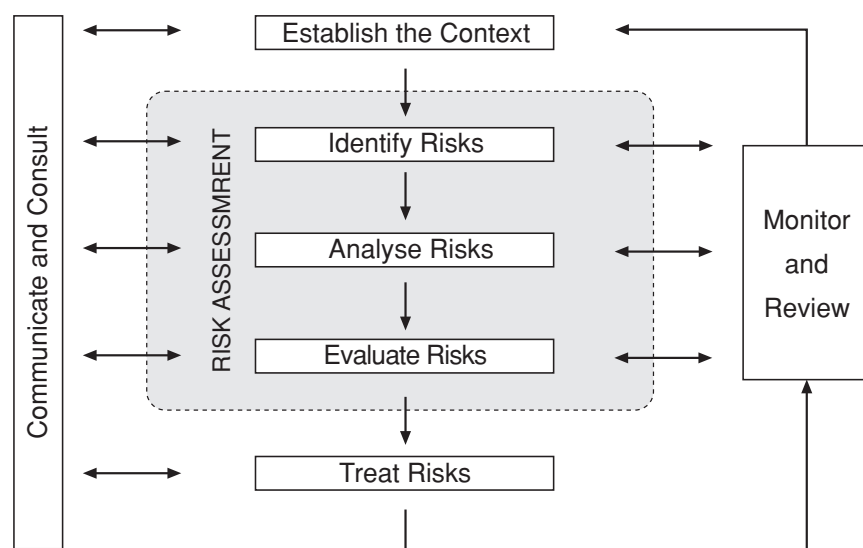 Establish the Context
Communicate and Consult
RISK ASSESSMRENT
Identify Risks
Analyse Risks
Evaluate Risks
Treat Risks
Monitor
and
Review